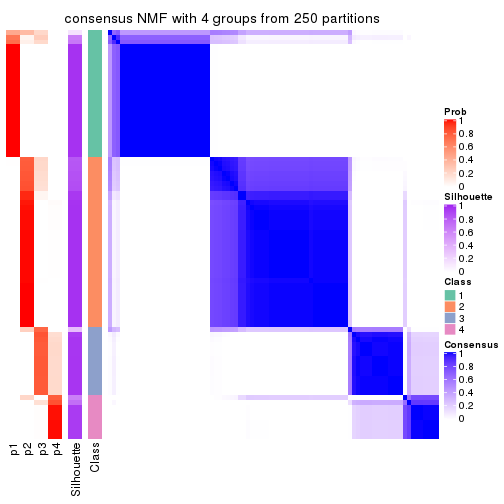 consensus NMF with 4 groups from 250 partitions
Prob
1
0.8
0.6
0.4
0.2
0
Silhouette
1
0.8
0.6
0.4
0.2
0
Class
1
2
3
4
Consensus
1
0.8
0.6
0.4
0.2
0
p1
p2
p3
p4
Silhouette
Class